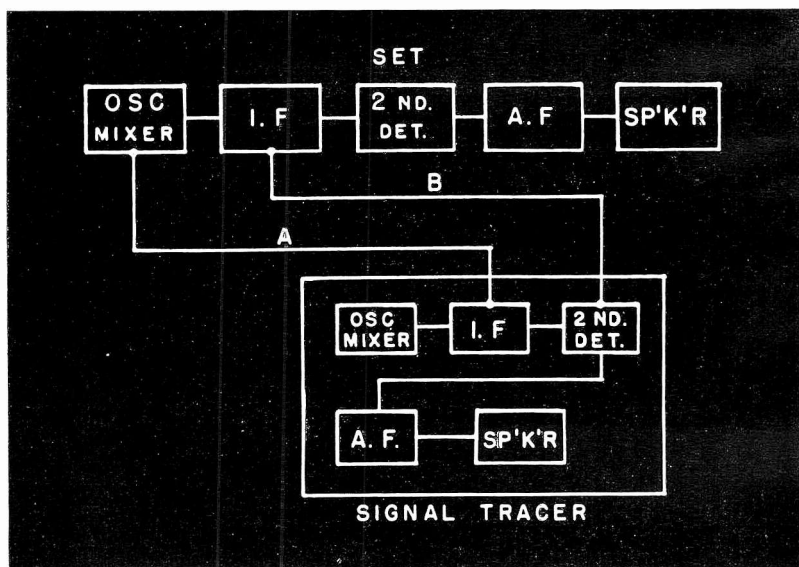 SET
OSC
MIXER
I. F
2 ND.
DET.
A. F
SP'K'R
B
A
OSC
MIXER
I. F
2 ND.
DET.
A. F.
SP'K'R
SIGNAL TRACER